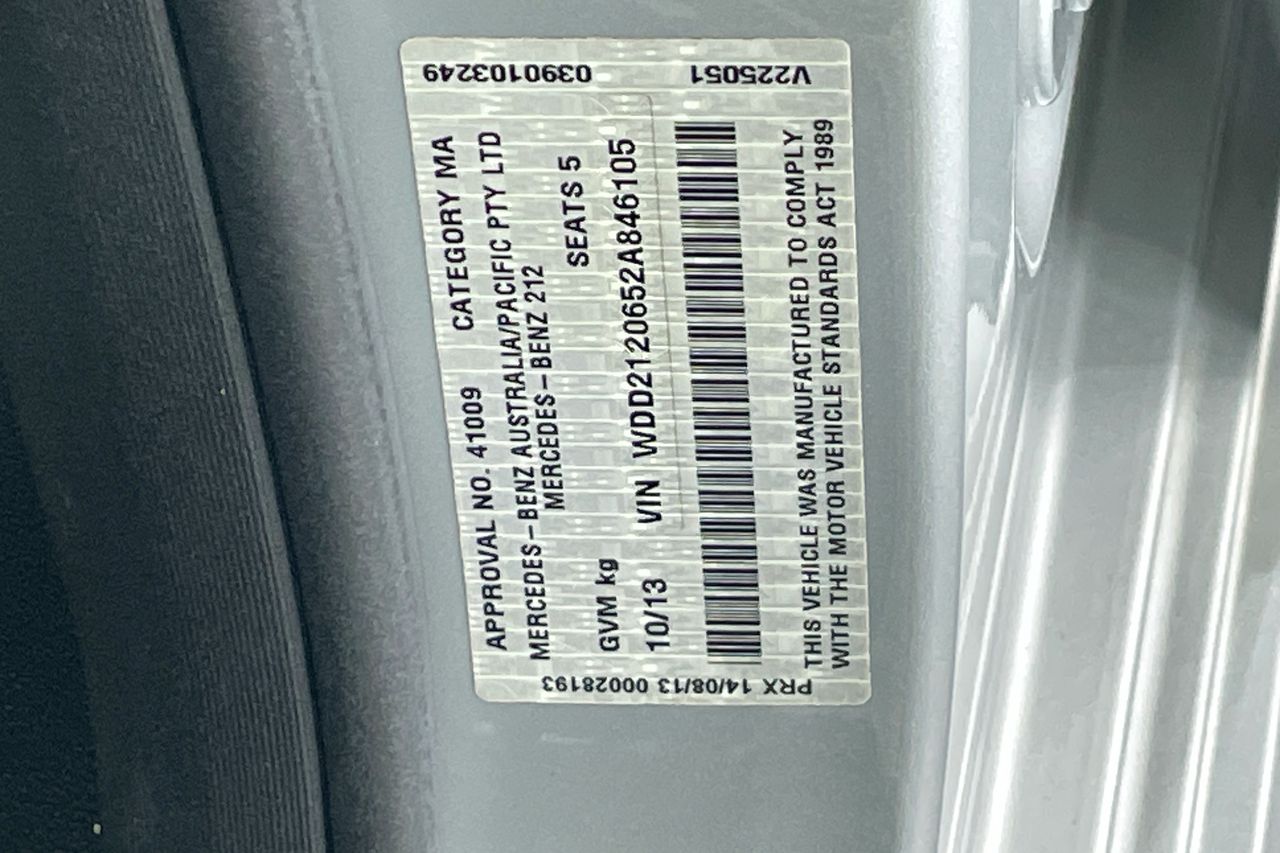 APPROVAL NO. 41009 CATEGORY MA
MERCEDES-BENZ AUSTRALIA/PACIFIC PTY LTD
MERCEDES-BENZ 212
GVM kg SEATS 5
10/13 VIN WDD2120652A846105
THIS VEHICLE WAS MANUFACTURED TO COMPLY
WITH THE MOTOR VEHICLE STANDARDS ACT 1989
V225051 0390103249
PRX 14/08/13 00028193